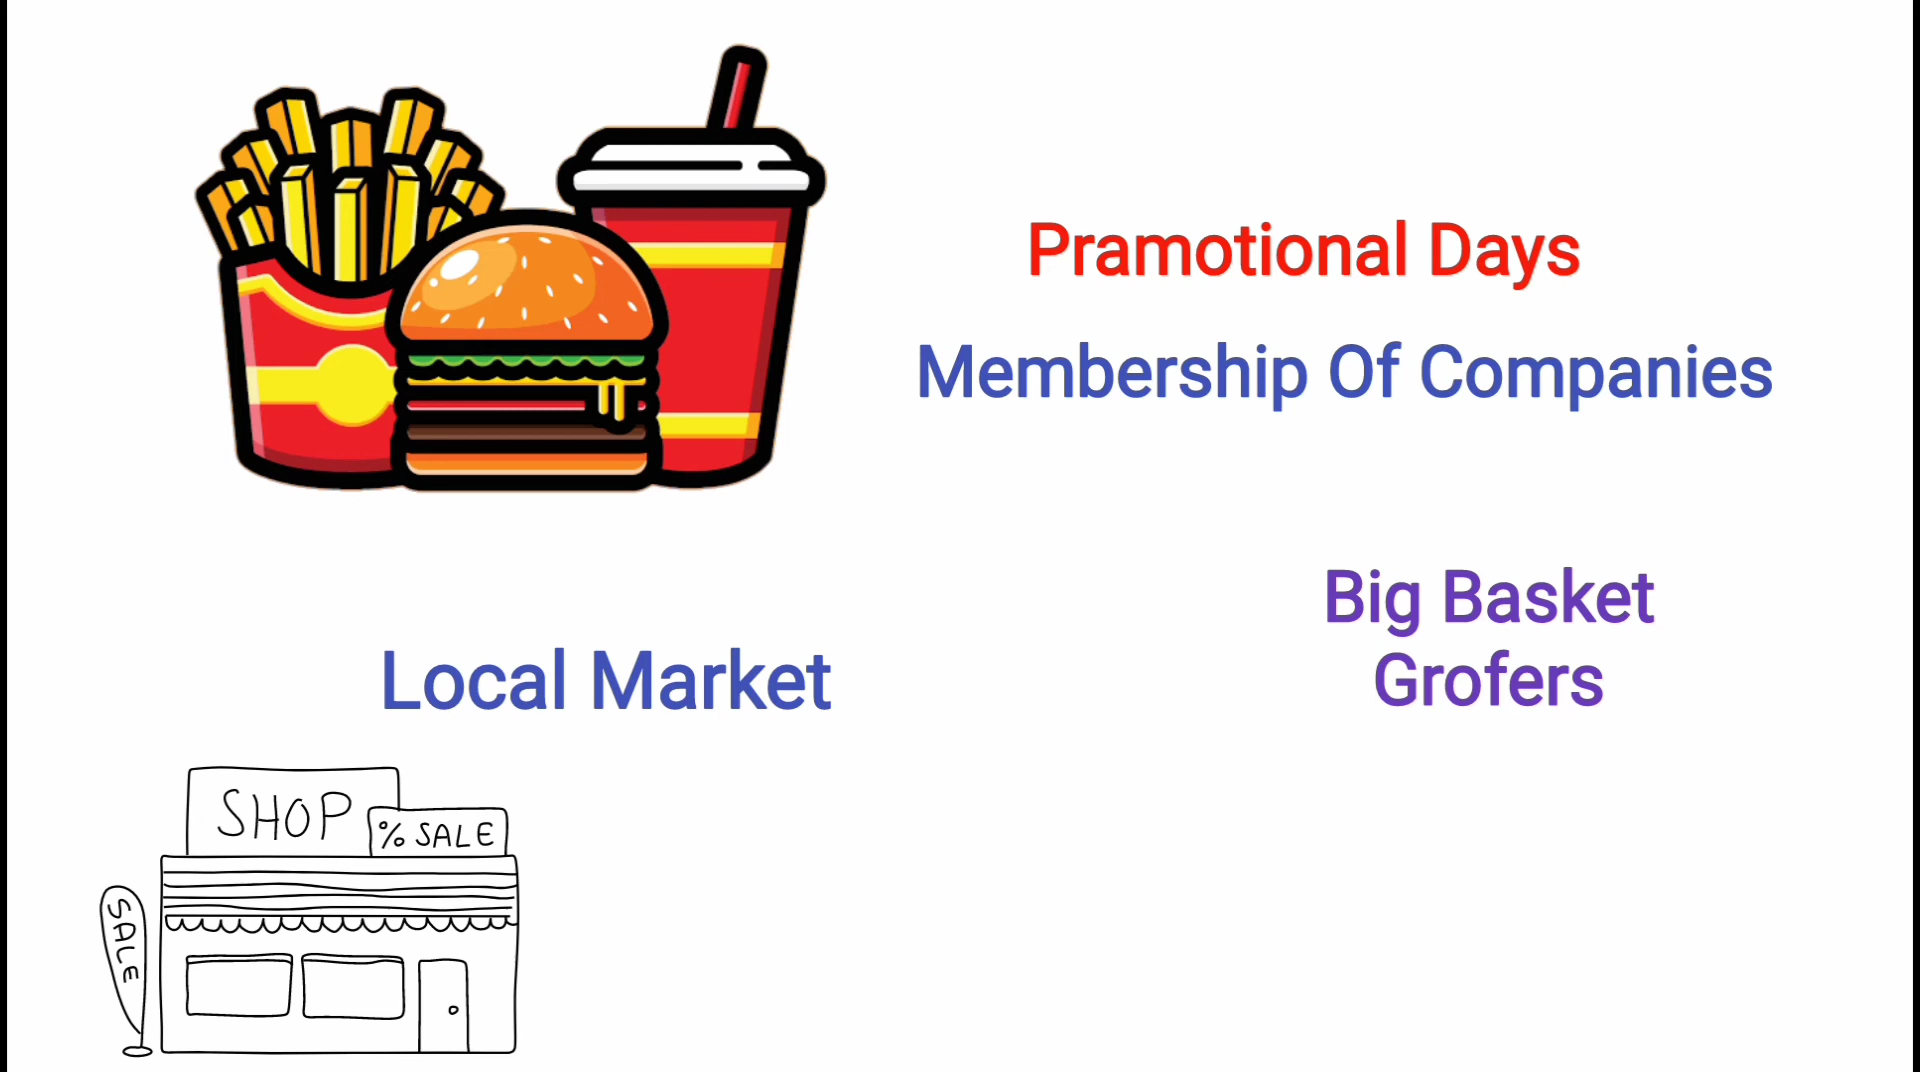 Pramotional Days
Membership Of Companies
Big Basket
Grofers
Local Market
SHOP
% SALE
SALE